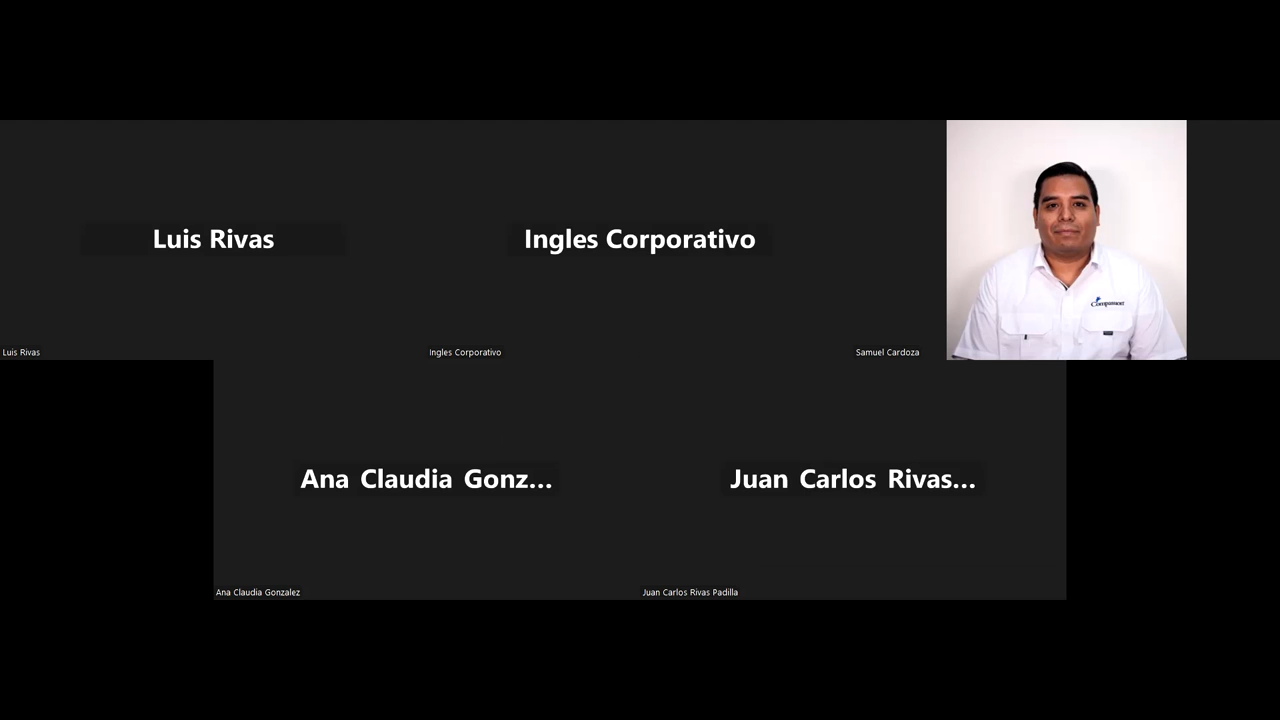 Luis Rivas
Ingles Corporativo
Compumart
Luis Rivas
Ingles Corporativo
Samuel Cardoza
Ana Claudia Gonz...
Juan Carlos Rivas...
Ana Claudia Gonzalez
Juan Carlos Rivas Padilla